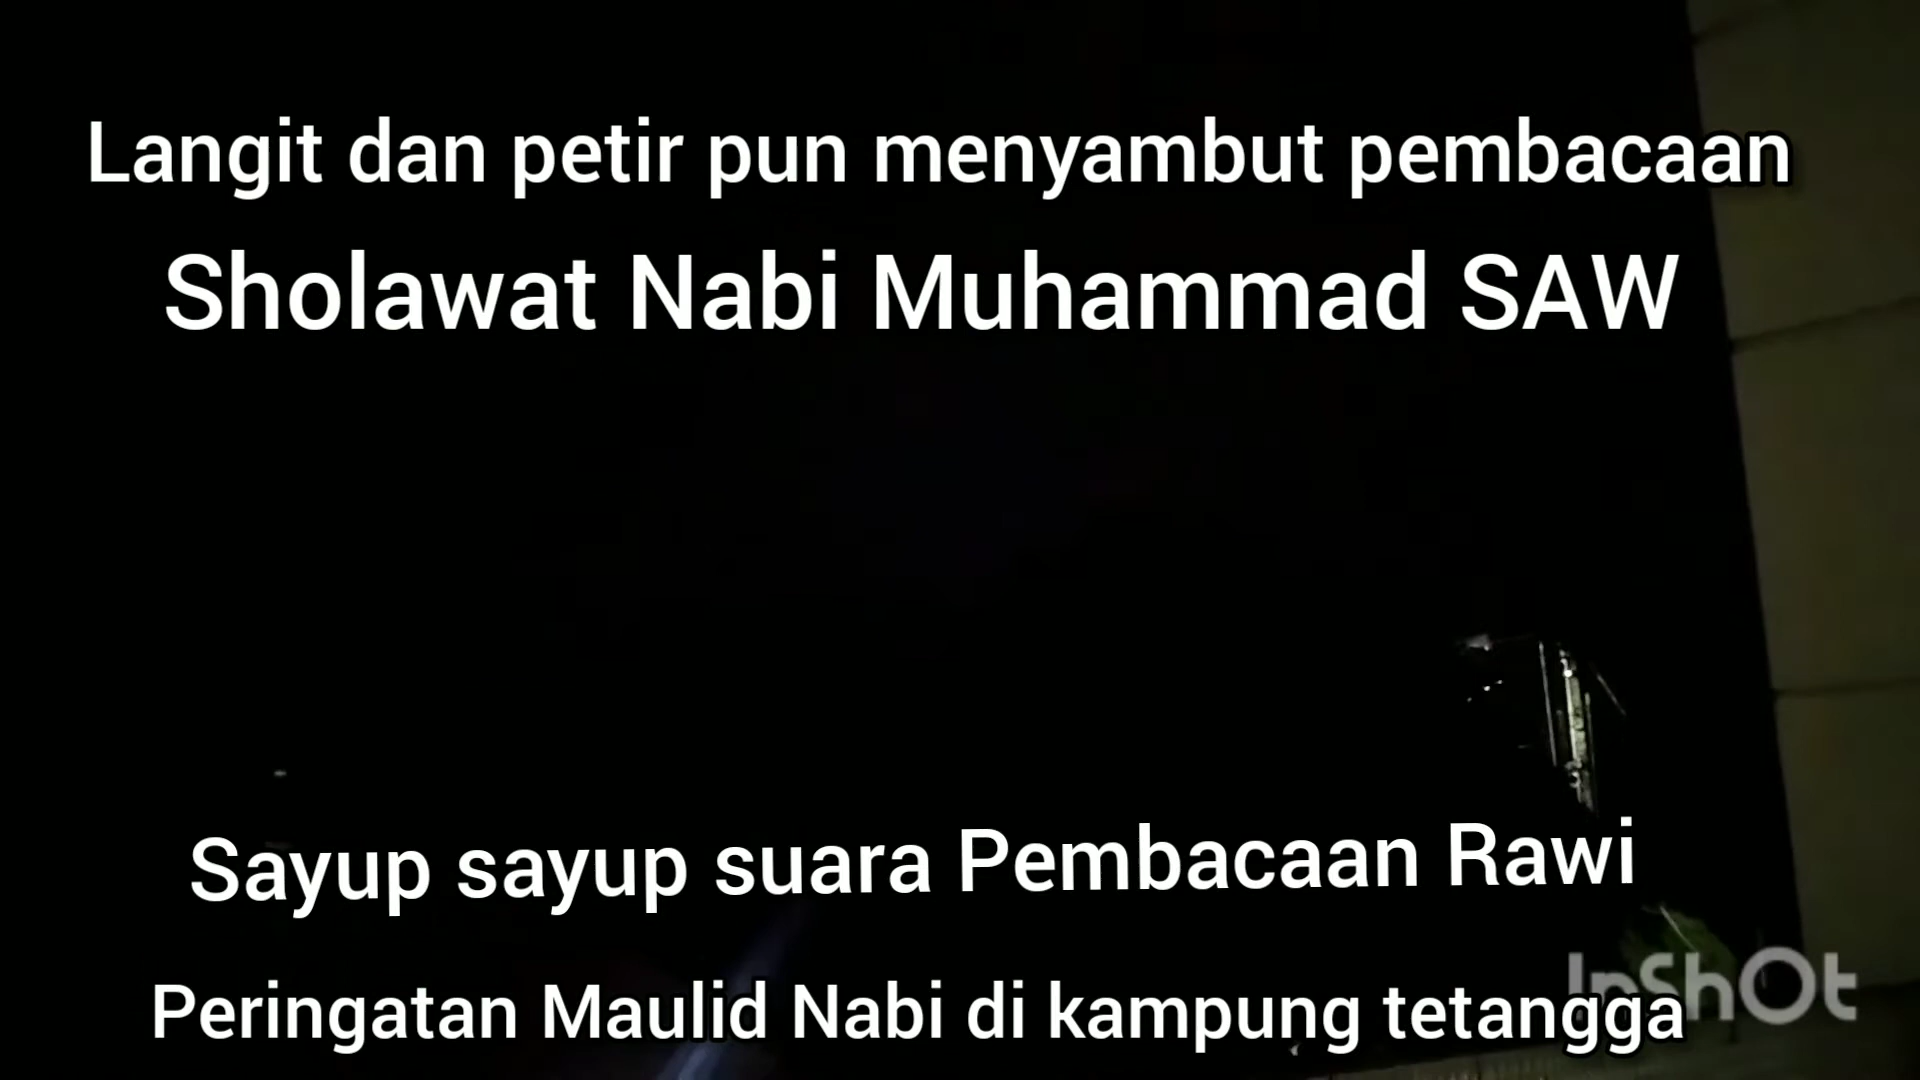 Langit dan petir pun menyambut pembacaan
Sholawat Nabi Muhammad SAW
Sayup sayup suara Pembacaan Rawi
Peringatan Maulid Nabi di kampung tetangga
InShOt